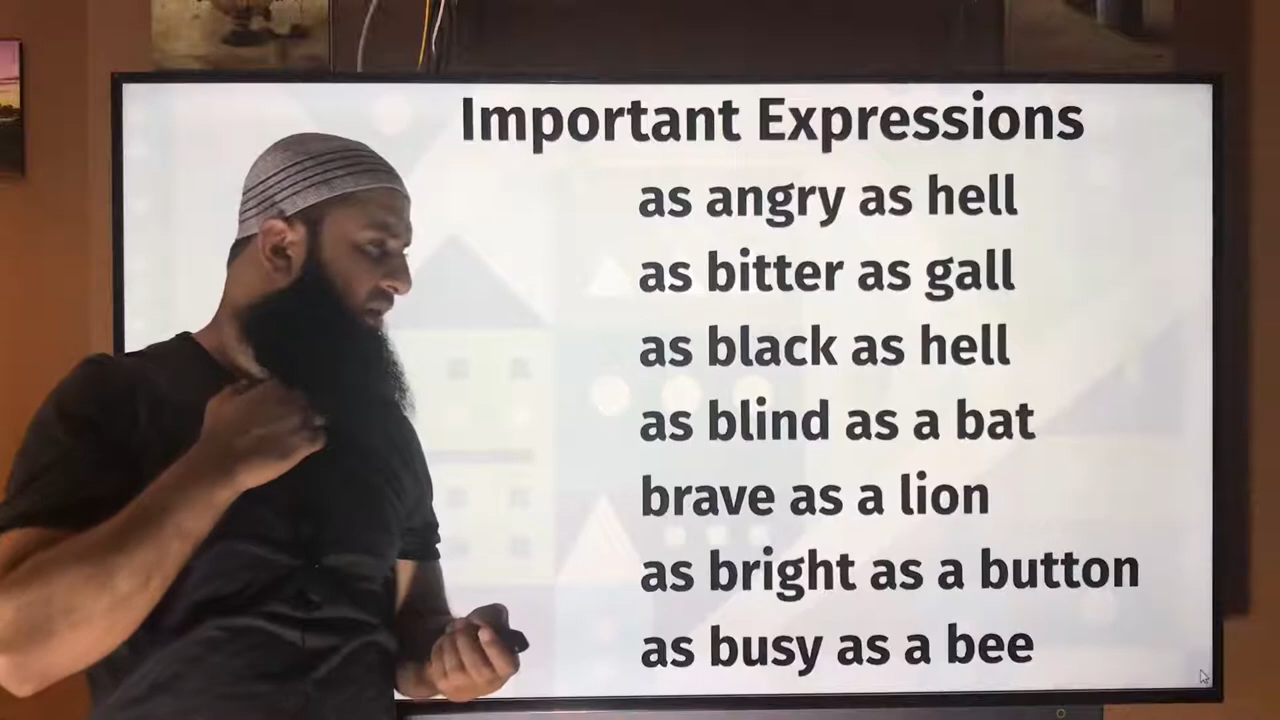 Important Expressions
as angry as hell
as bitter as gall
as black as hell
as blind as a bat
brave as a lion
as bright as a button
as busy as a bee